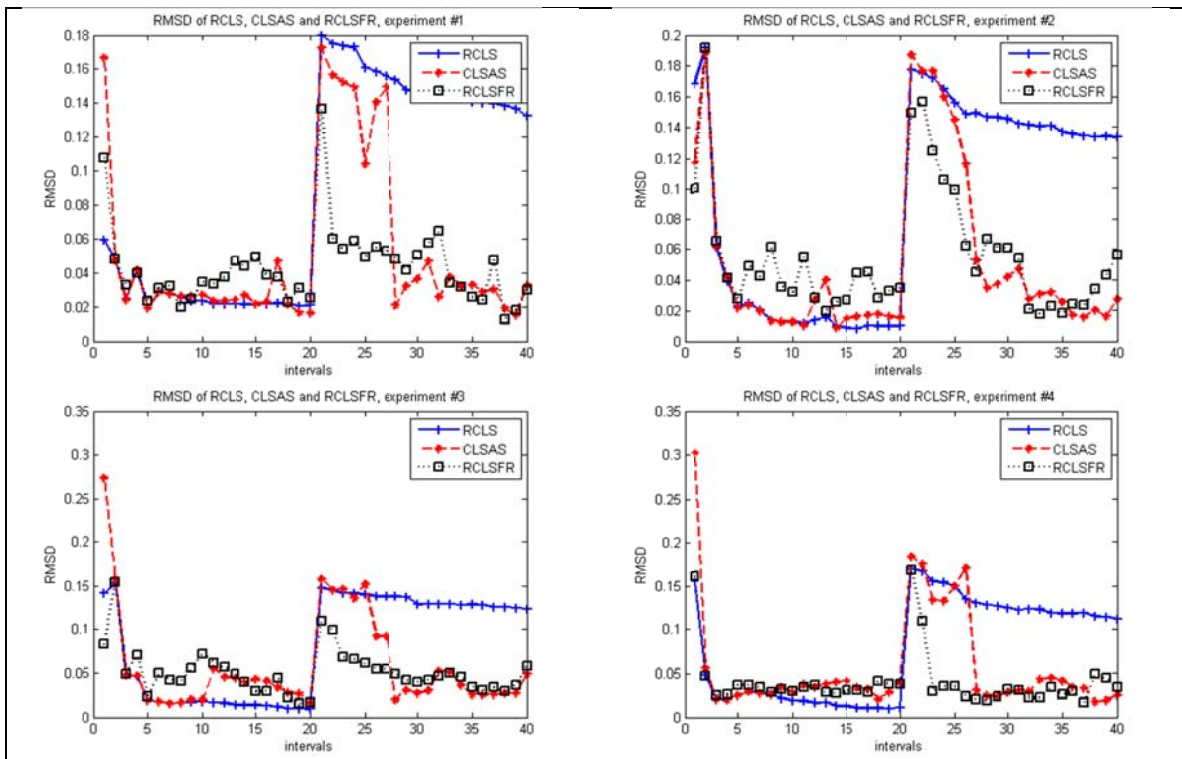 RMSD of RCLS, CLSAS and RCLSFR, experiment #1
0.18
0.16
0.14
0.12
0.1
0.08
0.06
0.04
0.02
0
RMSD
0 5 10 15 20 25 30 35 40
intervals
RCLS
CLSAS
RCLSFR
RMSD of RCLS, CLSAS and RCLSFR, experiment #2
0.2
0.18
0.16
0.14
0.12
0.1
0.08
0.06
0.04
0.02
0
RMSD
0 5 10 15 20 25 30 35 40
intervals
RCLS
CLSAS
RCLSFR
RMSD of RCLS, CLSAS and RCLSFR, experiment #3
0.35
0.3
0.25
0.2
0.15
0.1
0.05
0
RMSD
0 5 10 15 20 25 30 35 40
intervals
RCLS
CLSAS
RCLSFR
RMSD of RCLS, CLSAS and RCLSFR, experiment #4
0.35
0.3
0.25
0.2
0.15
0.1
0.05
0
RMSD
0 5 10 15 20 25 30 35 40
intervals
RCLS
CLSAS
RCLSFR